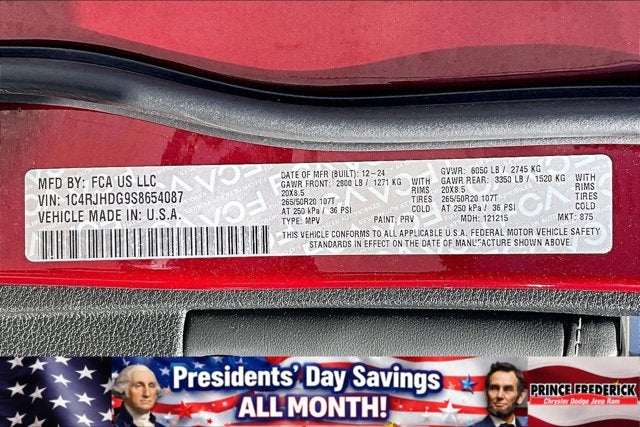 MFD BY: FCA US LLC
VIN: 1C4RJHDG9S8654087
VEHICLE MADE IN: U.S.A.
DATE OF MFR (BUILT): 12-24
GAWR FRONT: 2800 LB / 1271 KG
20X8.5
265/50R20 107T TIRES
AT 250 kPa / 36 PSI COLD
TYPE: MPV PAINT: PRV
GVWR: 6050 LB / 2745 KG
GAWR REAR: 3350 LB / 1520 KG
20X8.5
265/50R20 107T TIRES
AT 250 kPa / 36 PSI COLD
MDH: 121215 MKT: 875
THIS VEHICLE CONFORMS TO ALL APPLICABLE U.S.A. FEDERAL MOTOR VEHICLE SAFETY
STANDARDS IN EFFECT ON THE DATE OF MANUFACTURE SHOWN ABOVE.
Presidents' Day Savings
ALL MONTH!
PRINCE FREDERICK
Chrysler Dodge Jeep Ram